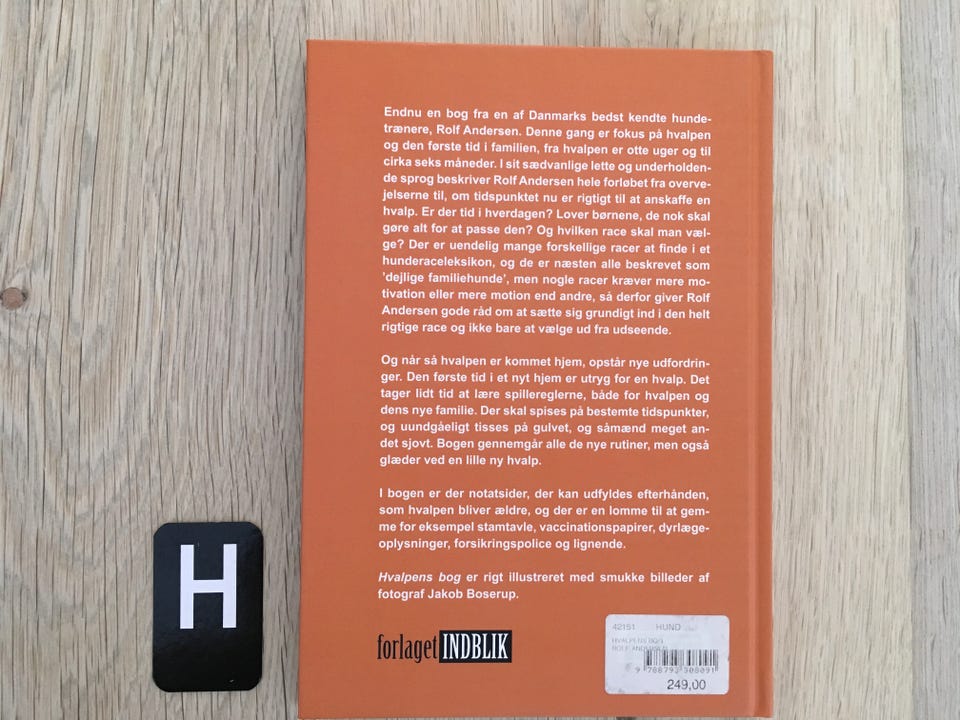 Endnu en bog fra en af Danmarks bedst kendte hunde-
trænere, Rolf Andersen. Denne gang er fokus på hvalpen
og den første tid i familien, fra hvalpen er otte uger og til
cirka seks måneder. I sit sædvanlige lette og underholden-
de sprog beskriver Rolf Andersen hele forløbet fra overve-
jelserne til, om tidspunktet nu er rigtigt til at anskaffe en
hvalp. Er der tid i hverdagen? Lover børnene, de nok skal
gøre alt for at passe den? Og hvilken race skal man væl-
ge? Der er uendelig mange forskellige racer at finde i et
hunderaceleksikon, og de er næsten alle beskrevet som
’dejlige familiehunde’, men nogle racer kræver mere mo-
tivation eller mere motion end andre, så derfor giver Rolf
Andersen gode råd om at sætte sig grundigt ind i den helt
rigtige race og ikke bare at vælge ud fra udseende.
Og når så hvalpen er kommet hjem, opstår nye udfordrin-
ger. Den første tid i et nyt hjem er utryg for en hvalp. Det
tager lidt tid at lære spillereglerne, både for hvalpen og
dens nye familie. Der skal spises på bestemte tidspunkter,
og uundgåeligt tisses på gulvet, og såmænd meget an-
det sjovt. Bogen gennemgår alle de nye rutiner, men også
glæder ved en lille ny hvalp.
I bogen er der notatsider, der kan udfyldes efterhånden,
som hvalpen bliver ældre, og der er en lomme til at gem-
me for eksempel stamtavle, vaccinationspapirer, dyrlæge-
oplysninger, forsikringspolice og lignende.
Hvalpens bog er rigt illustreret med smukke billeder af
fotograf Jakob Boserup.
H
forlaget INDBLIK
42151 HUND
HVALPENS BOG
ROLF ANDERSEN
9 788792 308091
249,00